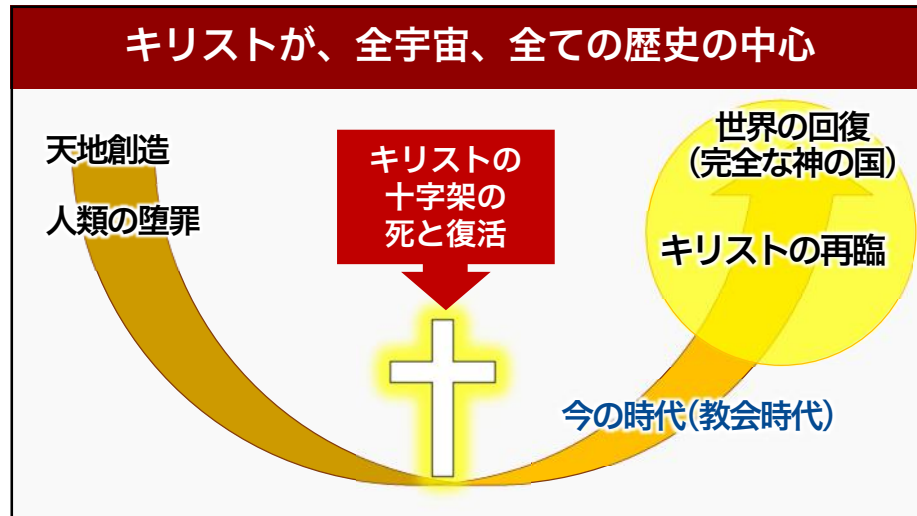 キリストが、全宇宙、全ての歴史の中心
天地創造
人類の堕罪
キリストの
十字架の
死と復活
世界の回復
（完全な神の国）
キリストの再臨
今の時代（教会時代）